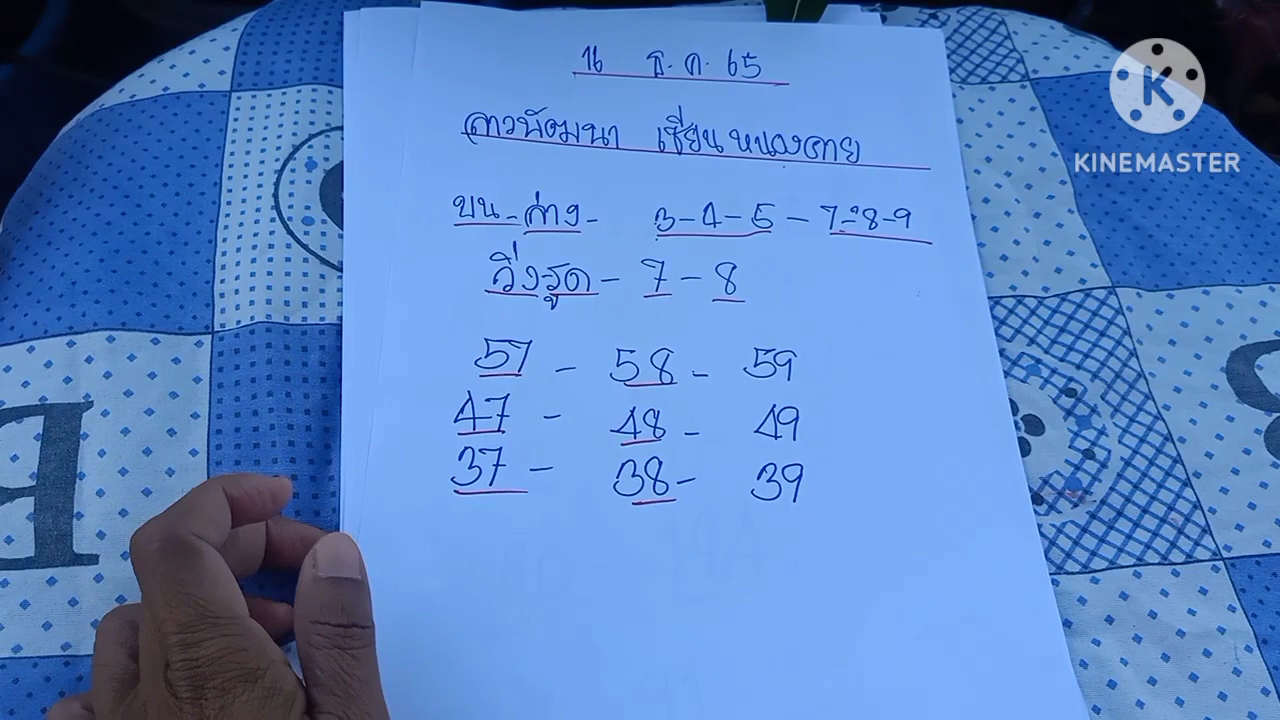 16 ธ.ค. 65
ลาวพัฒนา เซียนหนองคาย
บน - ล่าง - 3-4-5 - 7-8-9
วิ่งรูด - 7 - 8
57 - 58 - 59
47 - 48 - 49
37 - 38 - 39
K
KINEMASTER